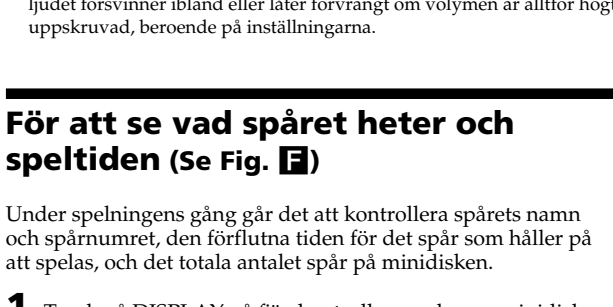 ljudet försvinner ibland eller låter förvrängt om volymen är alltför högt
uppskruvad, beroende på inställningarna.
För att se vad spåret heter och
speltiden (Se Fig. F)
Under spelningens gång går det att kontrollera spårets namn
och spårnumret, den förflutna tiden för det spår som håller på
att spelas, och det totala antalet spår på minidisken.
1